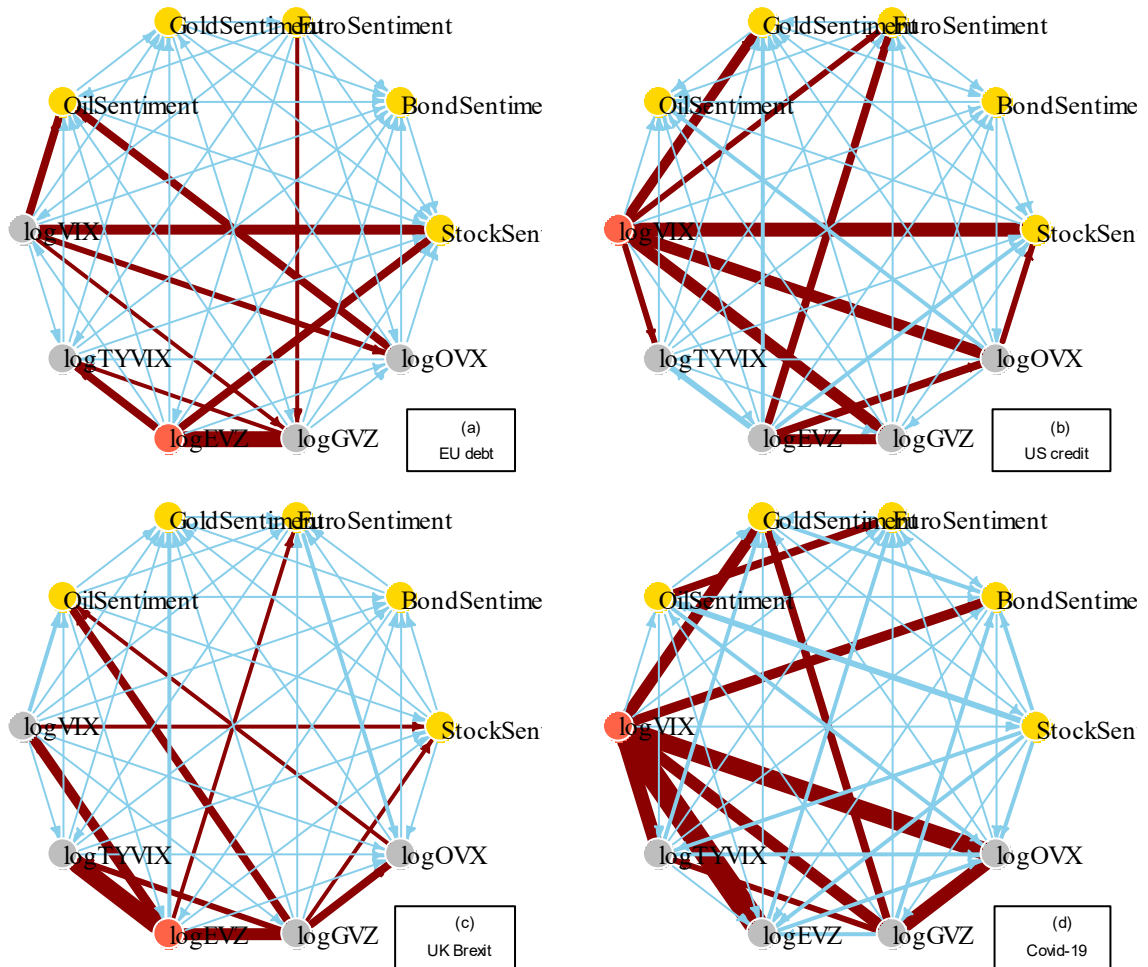 GoldSentiment EuroSentiment
OilSentiment BondSentime
logVIX StockSent
logTYVIX logOVX
logEVZ logGVZ
(a)
EU debt
GoldSentiment EuroSentiment
OilSentiment BondSentime
logVIX StockSent
logTYVIX logOVX
logEVZ logGVZ
(b)
US credit
GoldSentiment EuroSentiment
OilSentiment BondSentime
logVIX StockSent
logTYVIX logOVX
logEVZ logGVZ
(c)
UK Brexit
GoldSentiment EuroSentiment
OilSentiment BondSentime
logVIX StockSent
logTYVIX logOVX
logEVZ logGVZ
(d)
Covid-19